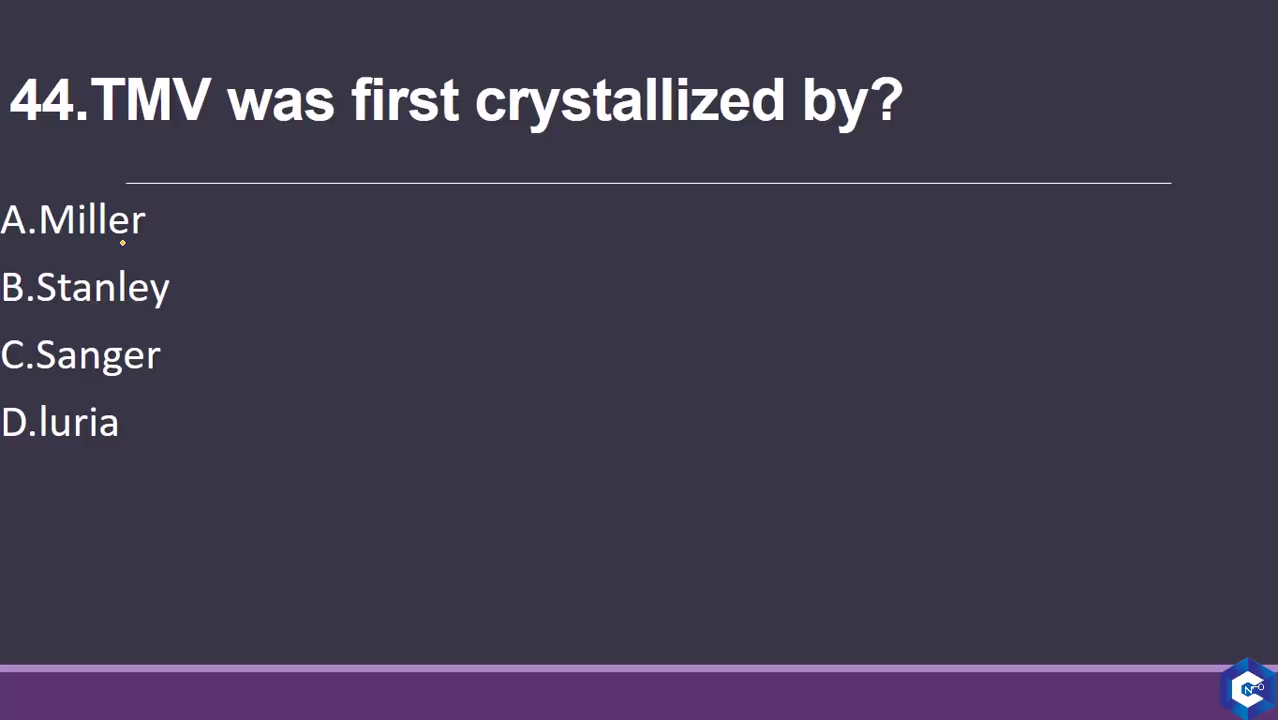 44.TMV was first crystallized by?
A.Miller
B.Stanley
C.Sanger
D.luria